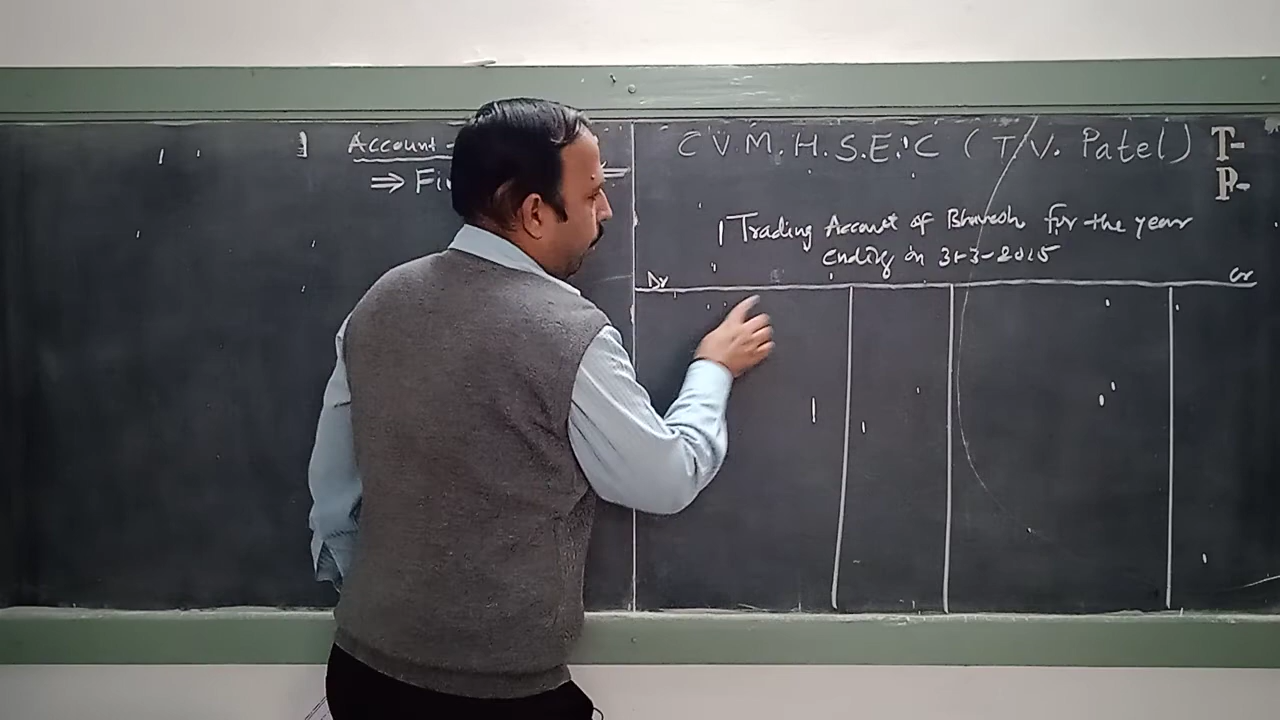 Account -
⇒ Fi
C V.M.H.S.E.C (T.V. Patel) T-
P-
Trading Account of Bhavesh for the year
ending on 31-3-2015
Dr
Cr